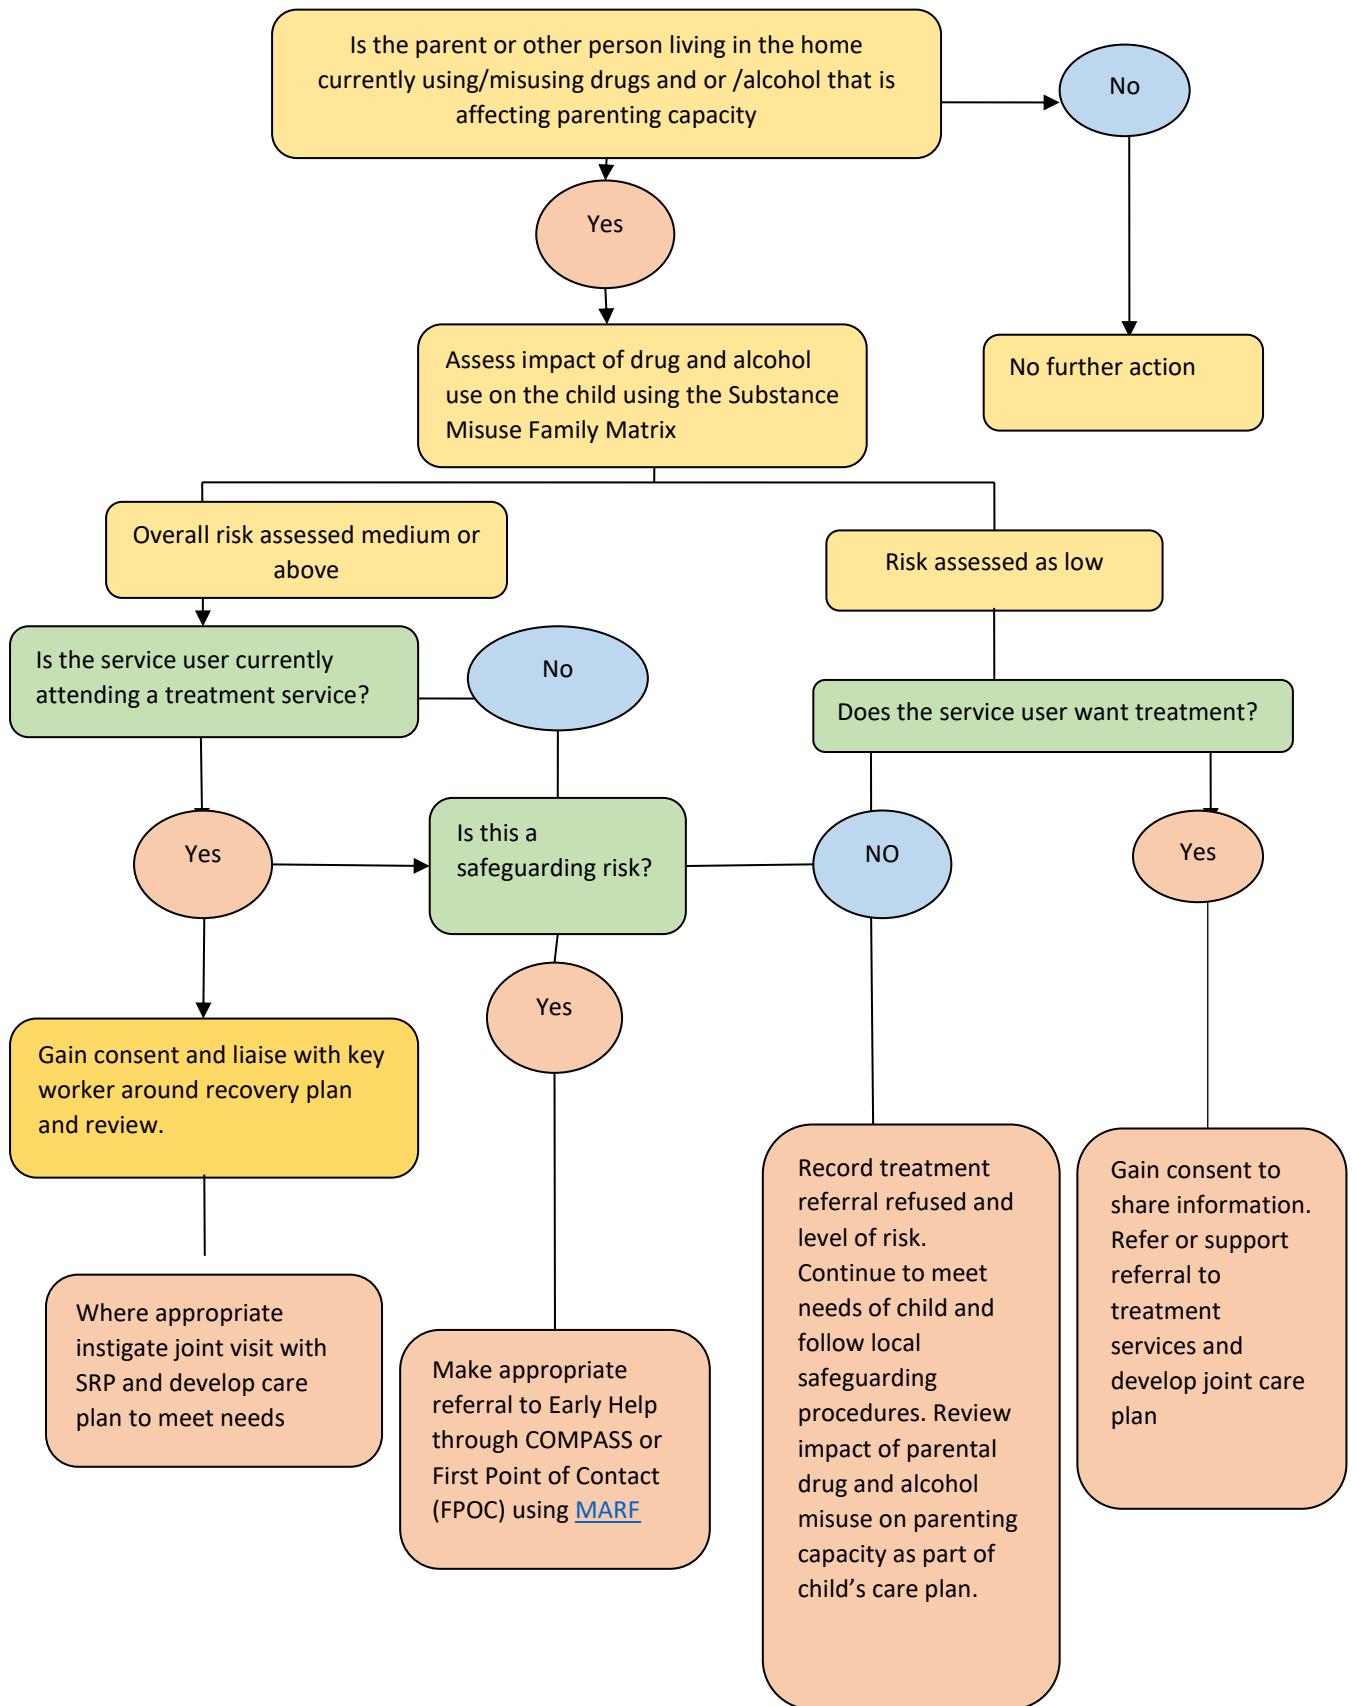 Is the parent or other person living in the home
currently using/misusing drugs and or /alcohol that is
affecting parenting capacity
No
Yes
Assess impact of drug and alcohol
use on the child using the Substance
Misuse Family Matrix
No further action
Overall risk assessed medium or
above
Risk assessed as low
Is the service user currently
attending a treatment service?
No
Does the service user want treatment?
Yes
Is this a
safeguarding risk?
NO
Yes
Yes
Gain consent and liaise with key
worker around recovery plan
and review.
Where appropriate
instigate joint visit with
SRP and develop care
plan to meet needs
Make appropriate
referral to Early Help
through COMPASS or
First Point of Contact
(FPOC) using MARF
Record treatment
referral refused and
level of risk.
Continue to meet
needs of child and
follow local
safeguarding
procedures. Review
impact of parental
drug and alcohol
misuse on parenting
capacity as part of
child’s care plan.
Gain consent to
share information.
Refer or support
referral to
treatment
services and
develop joint care
plan